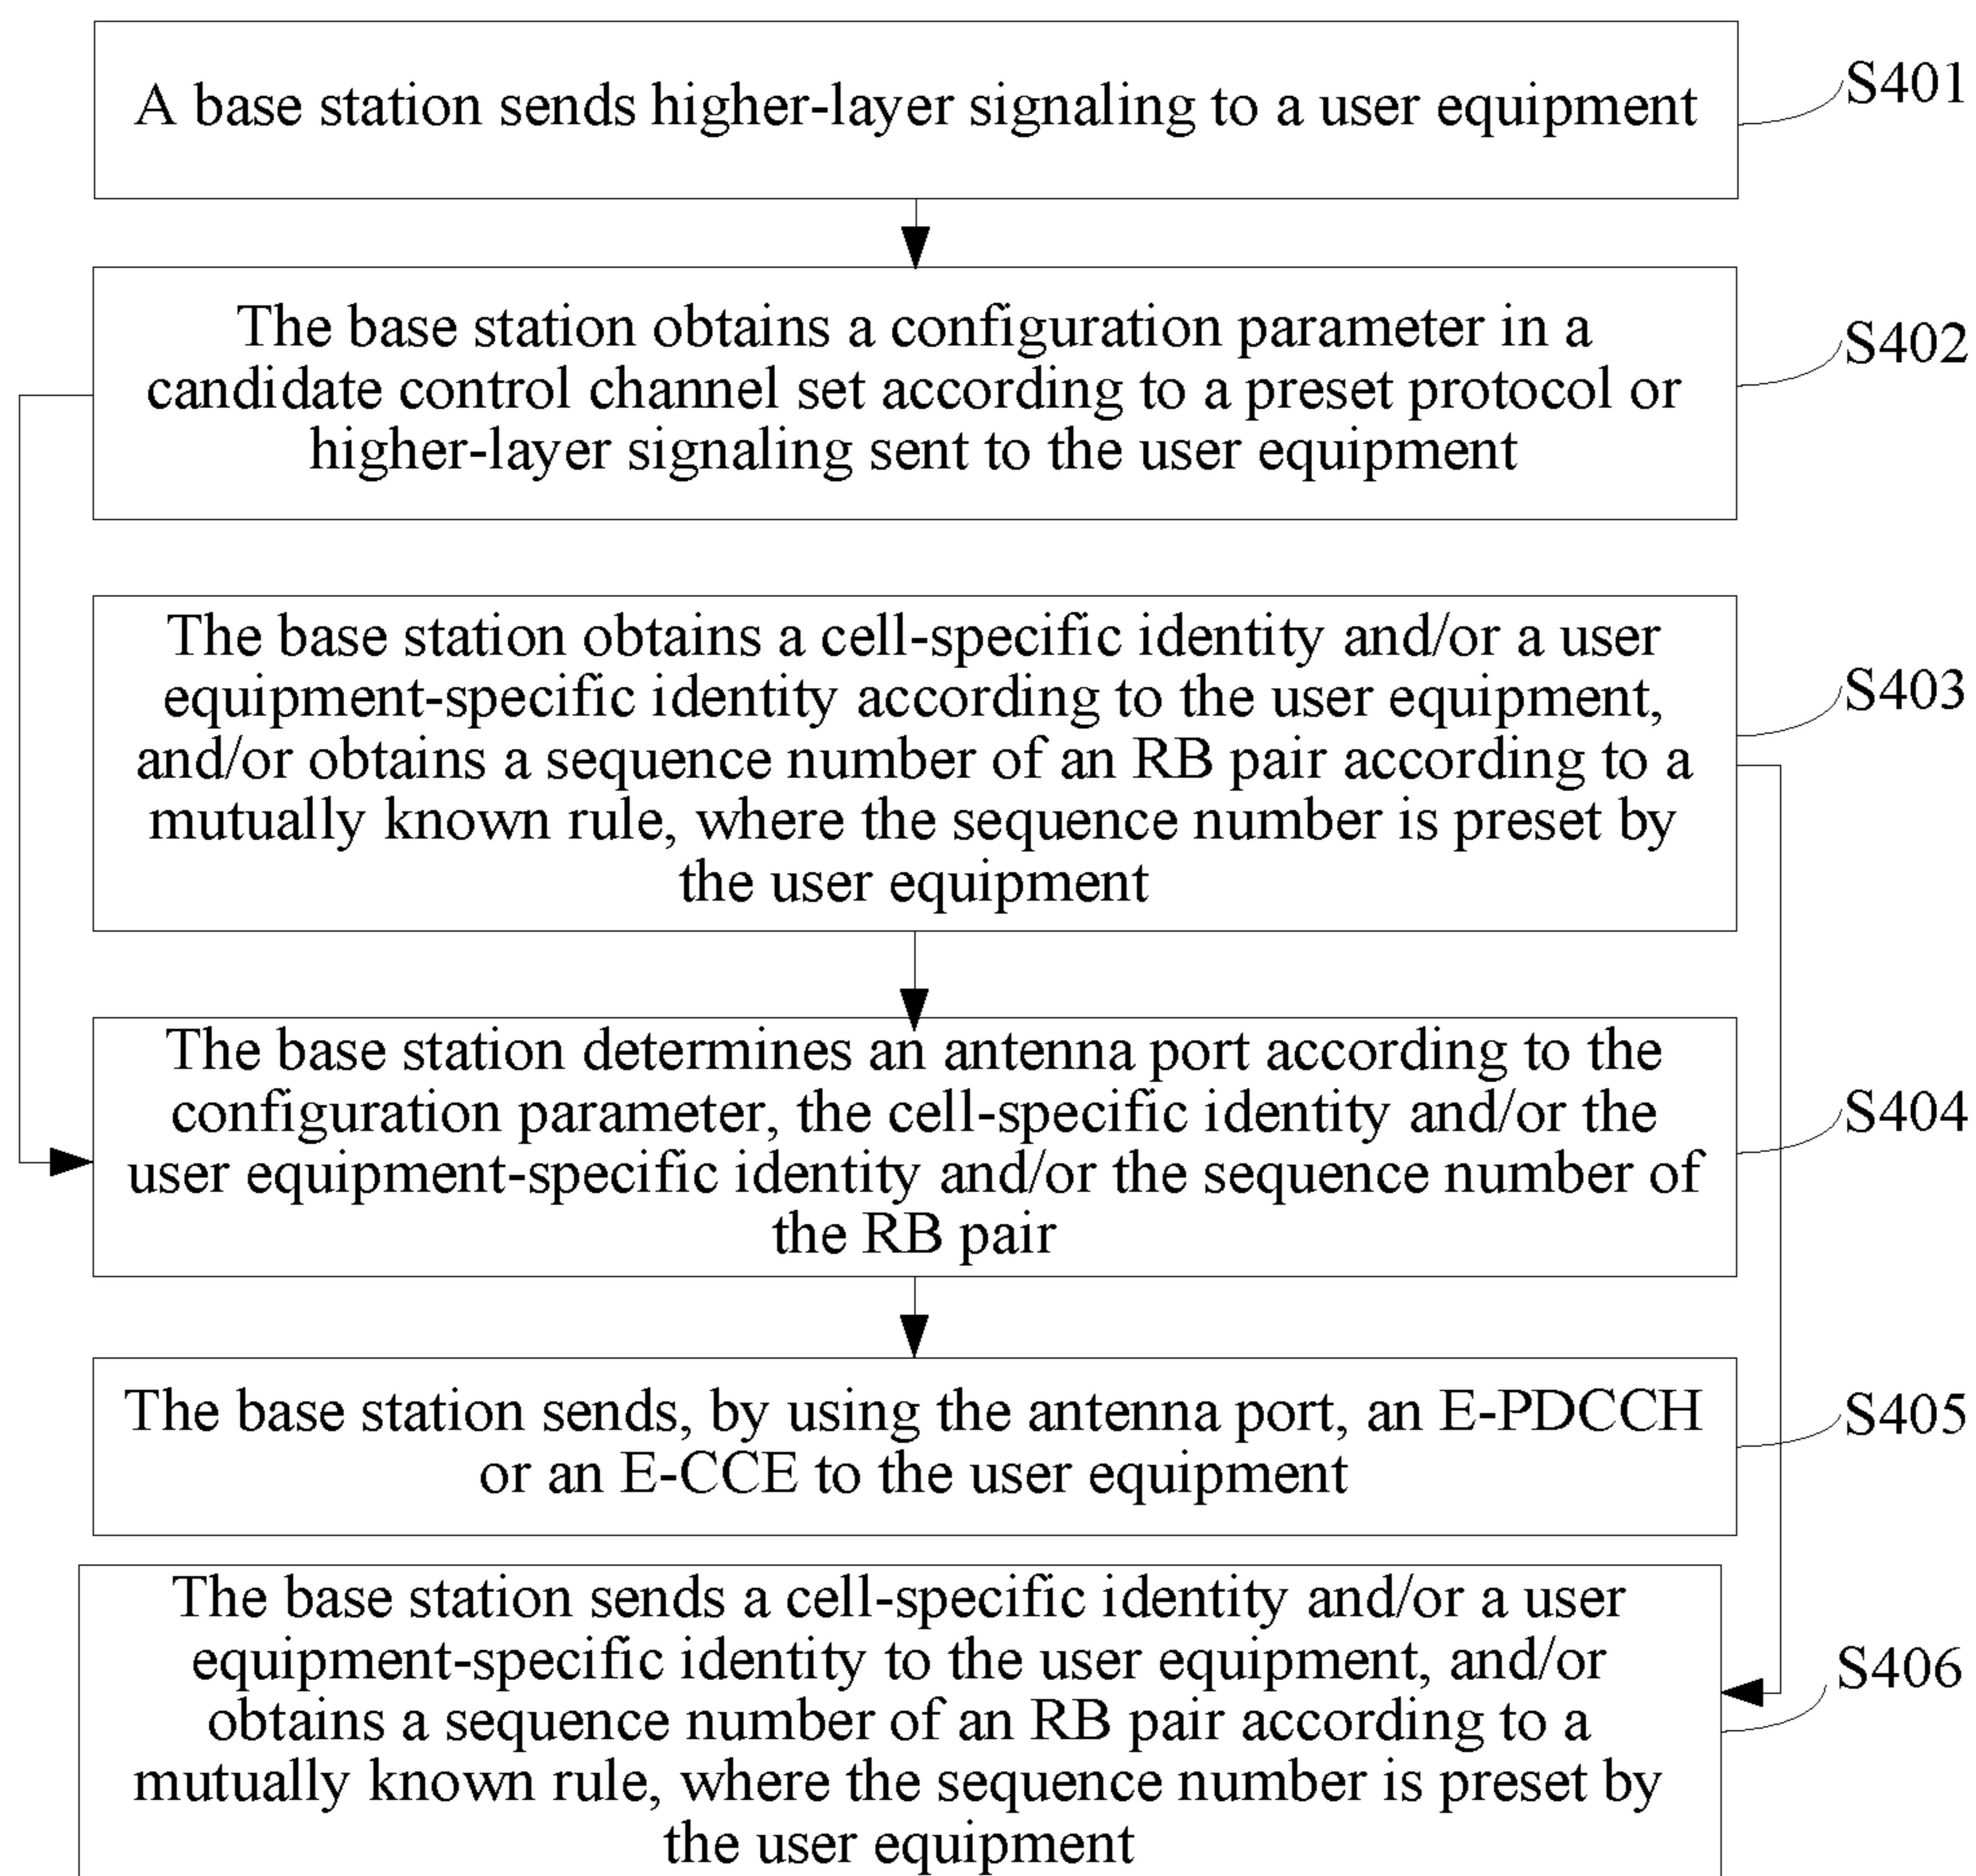 A base station sends higher-layer signaling to a user equipment
S401
The base station obtains a configuration parameter in a
candidate control channel set according to a preset protocol or
higher-layer signaling sent to the user equipment
S402
The base station obtains a cell-specific identity and/or a user
equipment-specific identity according to the user equipment,
and/or obtains a sequence number of an RB pair according to a
mutually known rule, where the sequence number is preset by
the user equipment
S403
The base station determines an antenna port according to the
configuration parameter, the cell-specific identity and/or the
user equipment-specific identity and/or the sequence number of
the RB pair
S404
The base station sends, by using the antenna port, an E-PDCCH
or an E-CCE to the user equipment
S405
The base station sends a cell-specific identity and/or a user
equipment-specific identity to the user equipment, and/or
obtains a sequence number of an RB pair according to a
mutually known rule, where the sequence number is preset by
the user equipment
S406